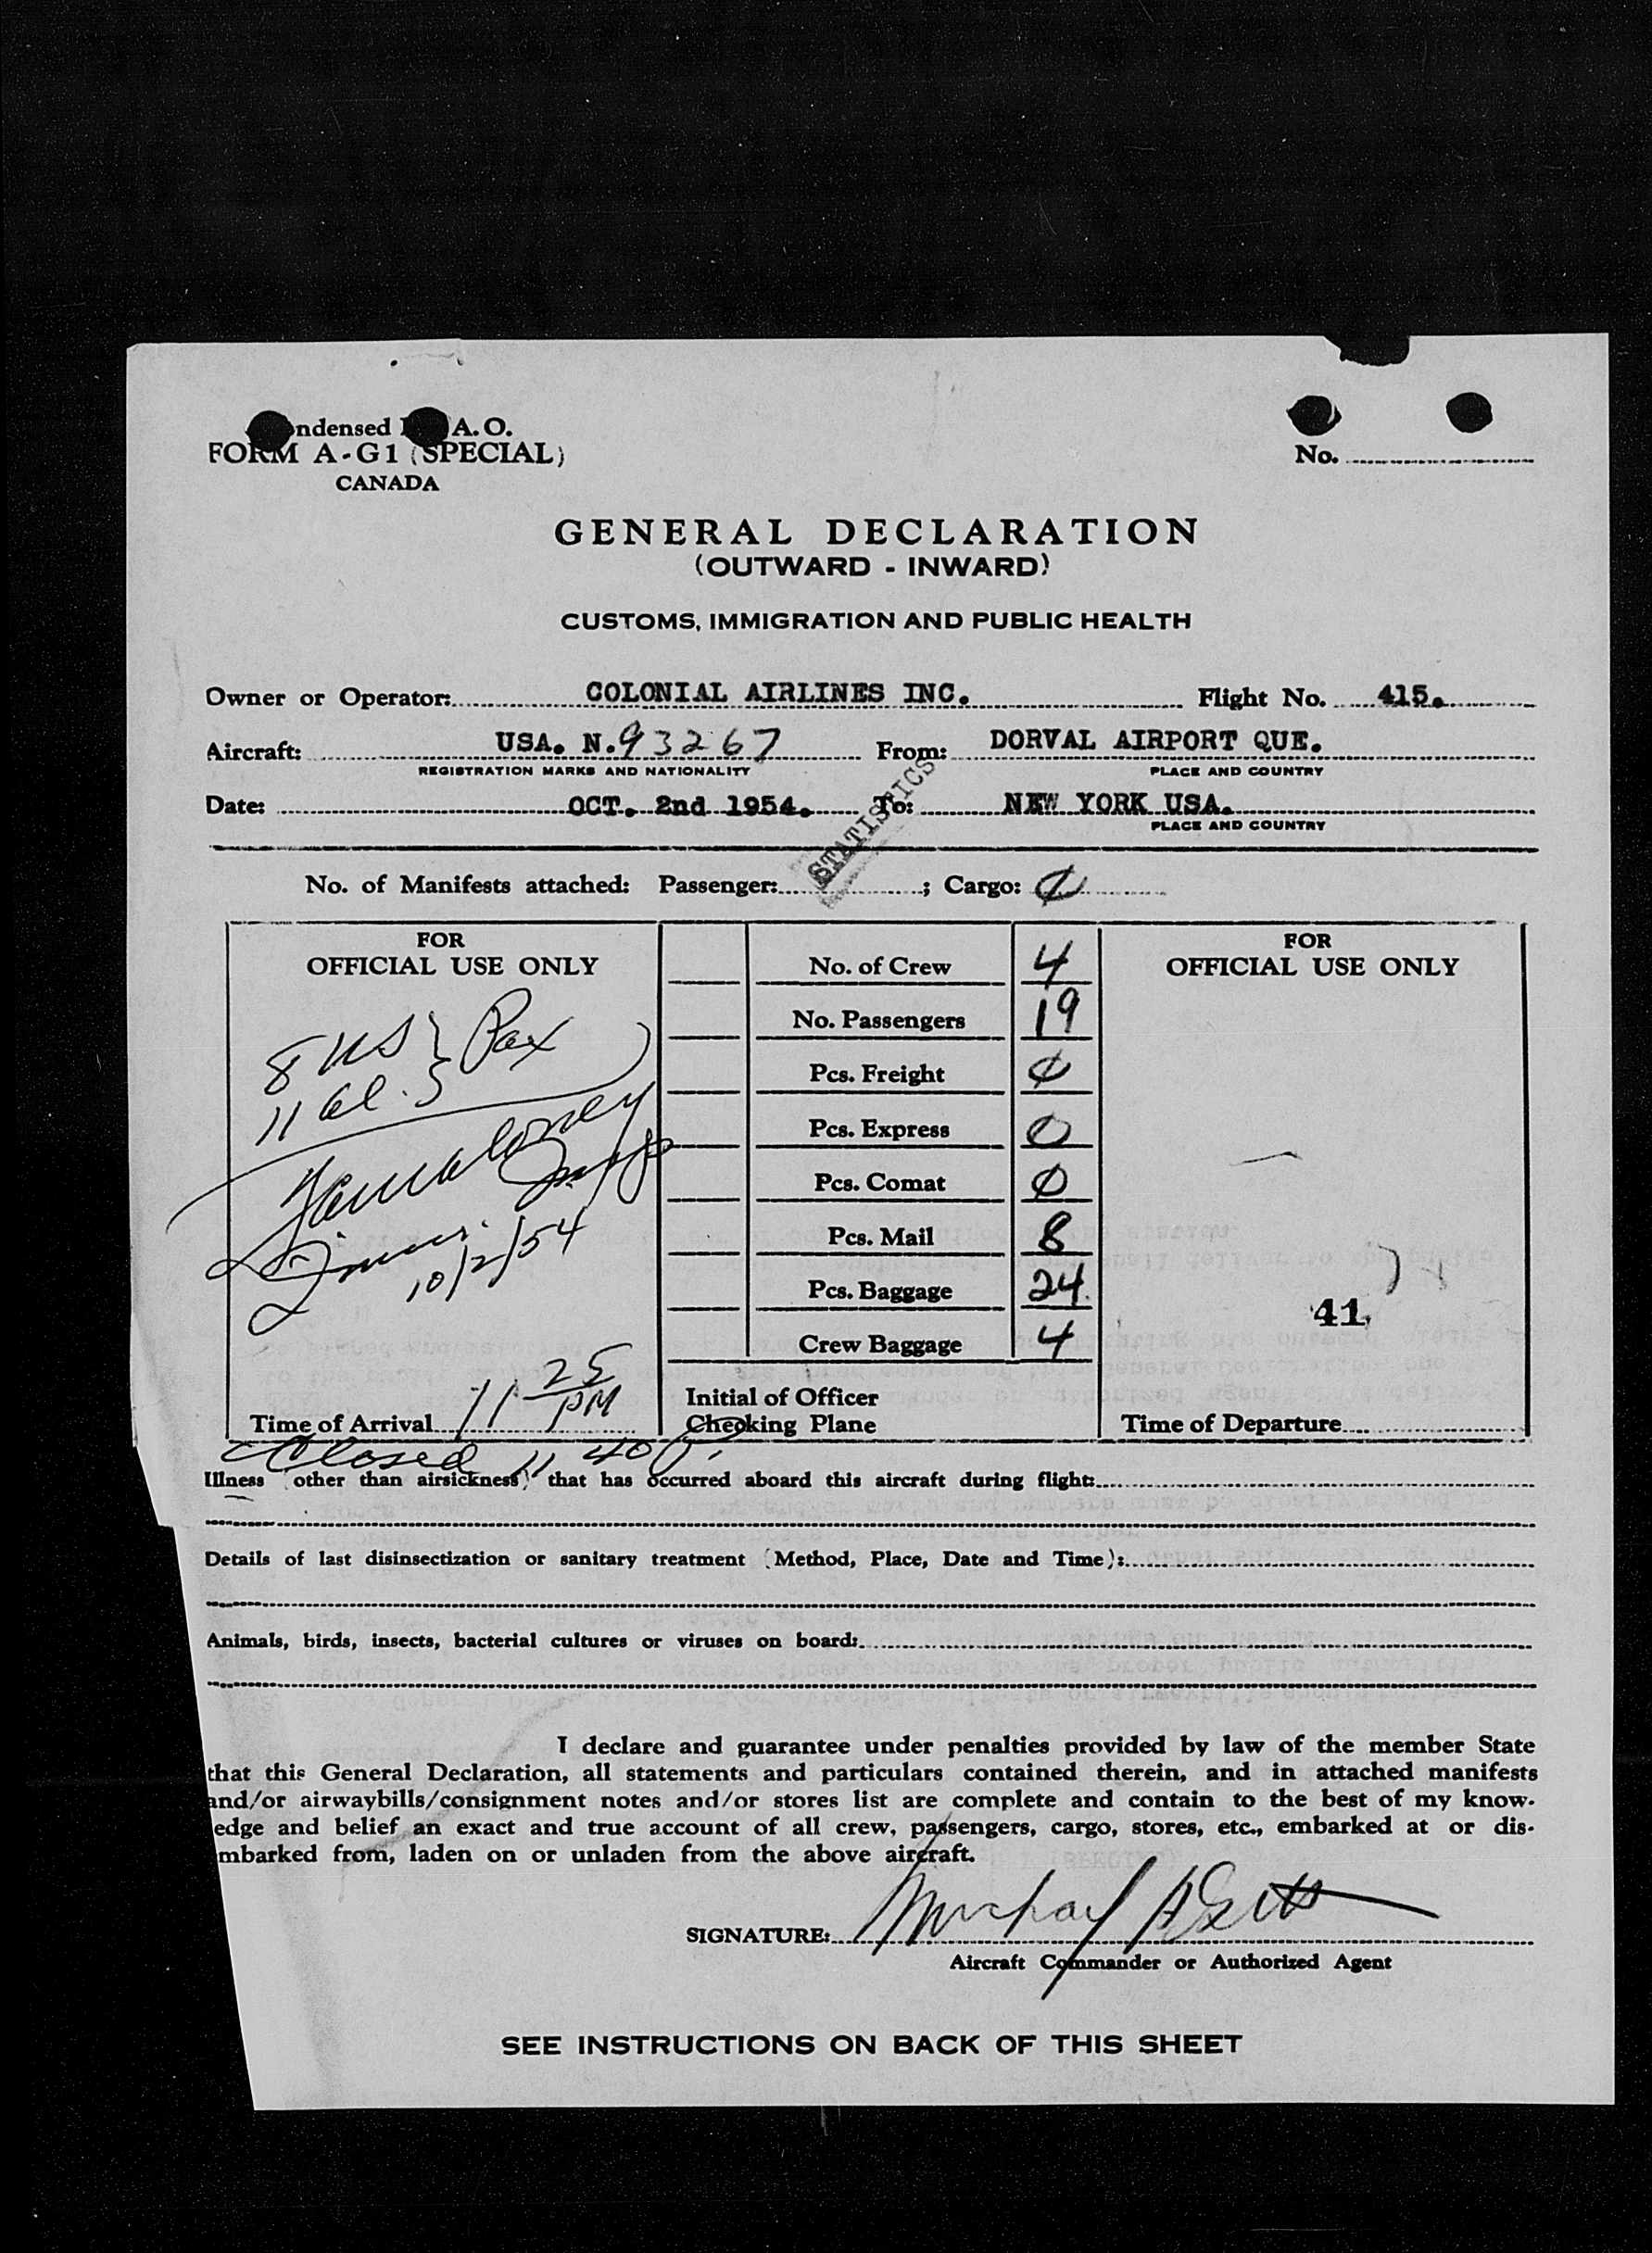 ndensed A.O.
FORM A-G1 (SPECIAL)
CANADA
No.
GENERAL DECLARATION
(OUTWARD - INWARD)
CUSTOMS, IMMIGRATION AND PUBLIC HEALTH
Owner or Operator: COLONIAL AIRLINES INC. Flight No. 415.
Aircraft: USA. N.93267 From: DORVAL AIRPORT QUE.
REGISTRATION MARKS AND NATIONALITY PLACE AND COUNTRY
Date: OCT. 2nd 1954. To: NEW YORK USA.
PLACE AND COUNTRY
STATISTICS
No. of Manifests attached: Passenger: ; Cargo: 0
FOR
OFFICIAL USE ONLY
8 US } Pax
11
10/2/54
Time of Arrival 11 25 PM
Closed 11 40 P.
No. of Crew 4
No. Passengers 19
Pcs. Freight 0
Pcs. Express 0
Pcs. Comat 0
Pcs. Mail 8
Pcs. Baggage 24
Crew Baggage 4
Initial of Officer
Checking Plane
FOR
OFFICIAL USE ONLY
41,
Time of Departure
Illness (other than airsickness) that has occurred aboard this aircraft during flight:
Details of last disinsectization or sanitary treatment (Method, Place, Date and Time):
Animals, birds, insects, bacterial cultures or viruses on board:
I declare and guarantee under penalties provided by law of the member State
that this General Declaration, all statements and particulars contained therein, and in attached manifests
and/or airwaybills/consignment notes and/or stores list are complete and contain to the best of my know-
edge and belief an exact and true account of all crew, passengers, cargo, stores, etc., embarked at or dis-
mbarked from, laden on or unladen from the above aircraft.
SIGNATURE:
Aircraft Commander or Authorized Agent
SEE INSTRUCTIONS ON BACK OF THIS SHEET